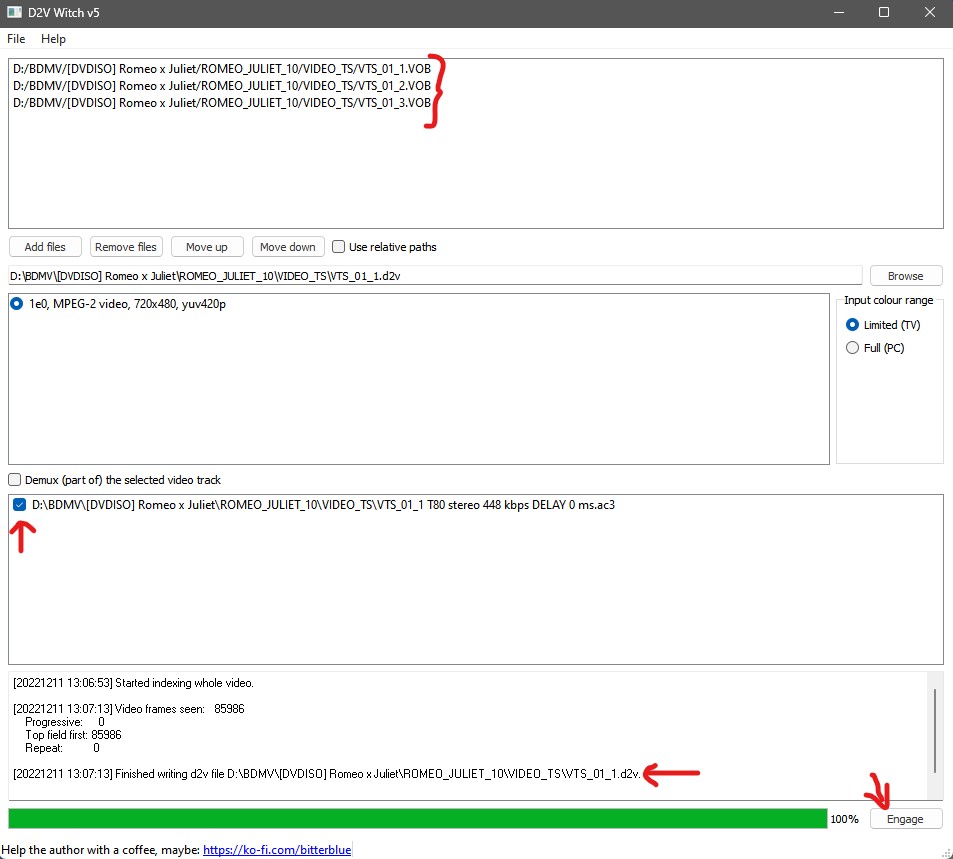 D2V Witch v5
File Help
D:/BDMV/[DVDISO] Romeo x Juliet/ROMEO_JULIET_10/VIDEO_TS/VTS_01_1.VOB
D:/BDMV/[DVDISO] Romeo x Juliet/ROMEO_JULIET_10/VIDEO_TS/VTS_01_2.VOB
D:/BDMV/[DVDISO] Romeo x Juliet/ROMEO_JULIET_10/VIDEO_TS/VTS_01_3.VOB
Add files Remove files Move up Move down Use relative paths
D:\BDMV\[DVDISO] Romeo x Juliet\ROMEO_JULIET_10\VIDEO_TS\VTS_01_1.d2v Browse
1e0, MPEG-2 video, 720x480, yuv420p
Input colour range
Limited (TV)
Full (PC)
Demux (part of) the selected video track
D:\BDMV\[DVDISO] Romeo x Juliet\ROMEO_JULIET_10\VIDEO_TS\VTS_01_1 T80 stereo 448 kbps DELAY 0 ms.ac3
[20221211 13:06:53] Started indexing whole video.
[20221211 13:07:13] Video frames seen: 85986
Progressive: 0
Top field first: 85986
Repeat: 0
[20221211 13:07:13] Finished writing d2v file D:\BDMV\[DVDISO] Romeo x Juliet\ROMEO_JULIET_10\VIDEO_TS\VTS_01_1.d2v.
100% Engage
Help the author with a coffee, maybe: https://ko-fi.com/bitterblue